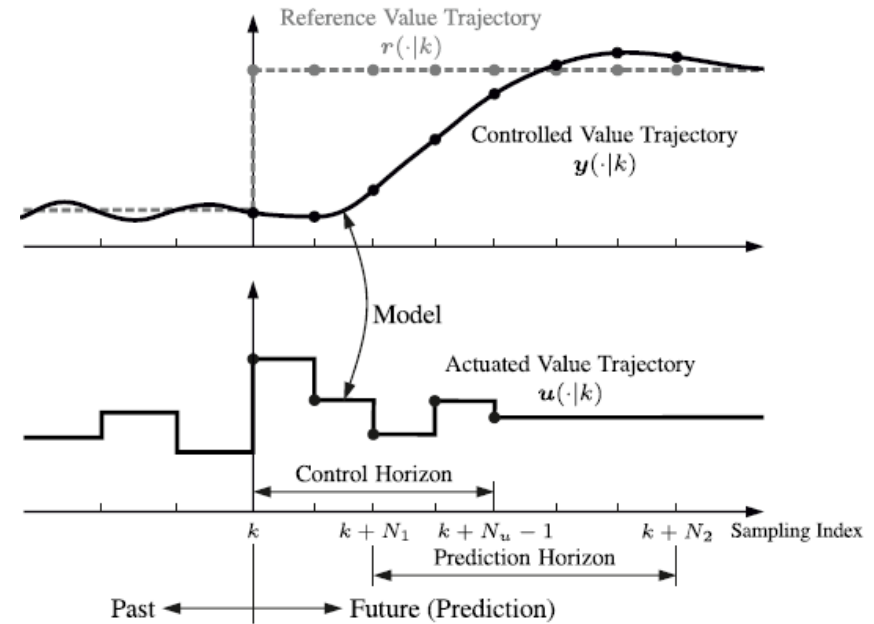 Reference Value Trajectory
r(·|k)
Controlled Value Trajectory
y(·|k)
Model
Actuated Value Trajectory
u(·|k)
Control Horizon
k k + N₁ k + Nᵤ − 1 k + N₂ Sampling Index
Prediction Horizon
Past Future (Prediction)